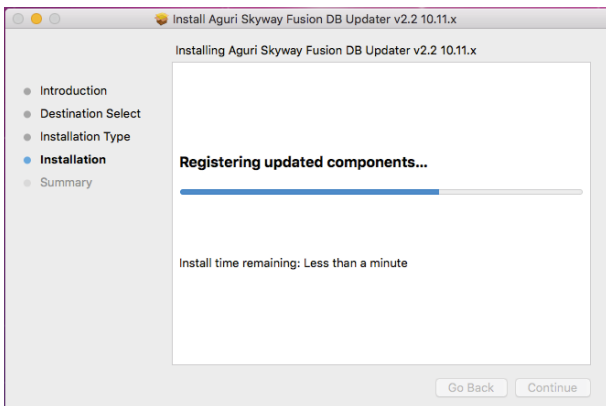 Install Aguri Skyway Fusion DB Updater v2.2 10.11.x
Installing Aguri Skyway Fusion DB Updater v2.2 10.11.x
Introduction
Destination Select
Installation Type
Installation
Summary
Registering updated components...
Install time remaining: Less than a minute
Go Back
Continue